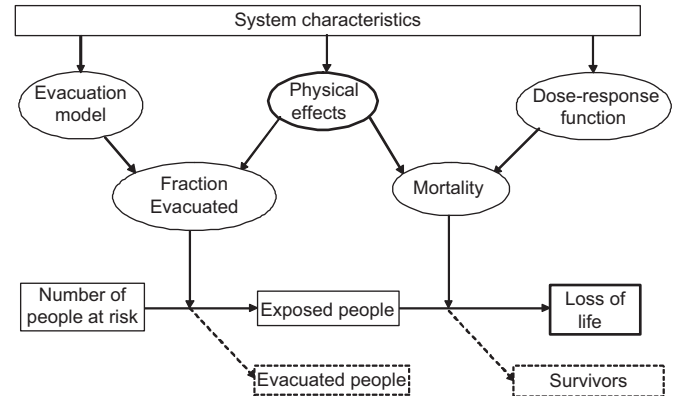 System characteristics
Evacuation
model
Physical
effects
Dose-response
function
Fraction
Evacuated
Mortality
Number of
people at risk
Exposed people
Loss of
life
Evacuated people
Survivors